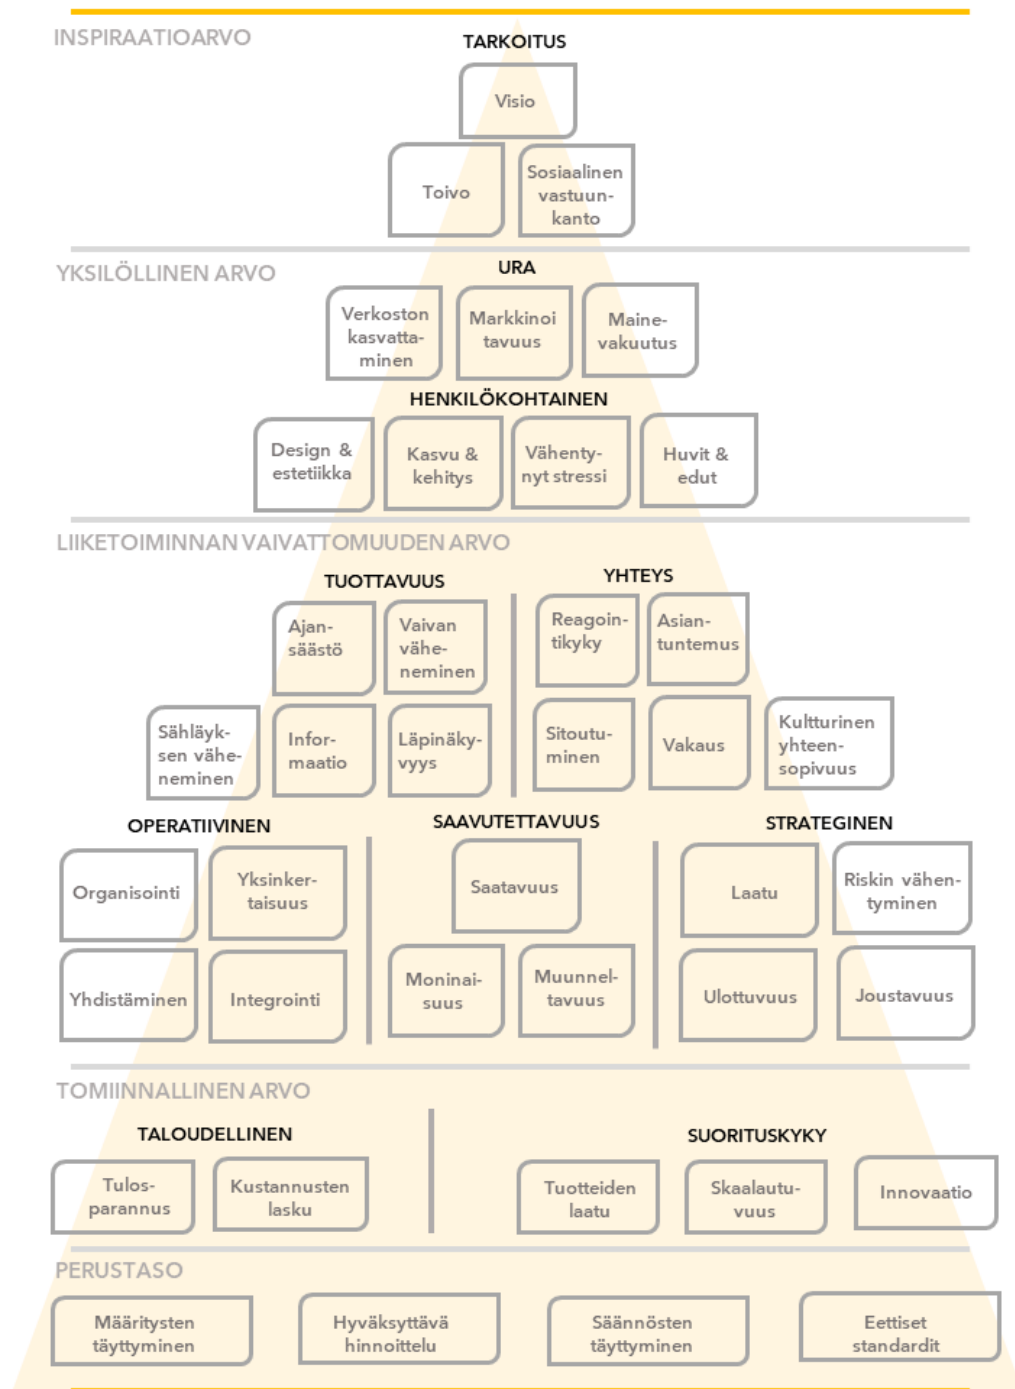 INSPIRAATIOARVO
TARKOITUS
Visio
Toivo
Sosiaalinen
vastuun-
kanto
YKSILÖLLINEN ARVO
URA
Verkoston
kasvatta-
minen
Markkinoi
tavuus
Maine-
vakuutus
HENKILÖKOHTAINEN
Design &
estetiikka
Kasvu &
kehitys
Vähenty-
nyt stressi
Huvit &
edut
LIIKETOIMINNAN VAIVATTOMUUDEN ARVO
TUOTTAVUUS
Ajan-
säästö
Vaivan
vähe-
neminen
Sähläyk-
sen vähe-
neminen
Infor-
maatio
Läpinäky-
vyys
YHTEYS
Reagoin-
tikyky
Asian-
tuntemus
Sitoutu-
minen
Vakaus
Kultturinen
yhteen-
sopivuus
OPERATIIVINEN
Organisointi
Yksinker-
taisuus
Yhdistäminen
Integrointi
SAAVUTETTAVUUS
Saatavuus
Moninai-
suus
Muunnel-
tavuus
STRATEGINEN
Laatu
Riskin vähen-
tyminen
Ulottuvuus
Joustavuus
TOMIINNALLINEN ARVO
TALOUDELLINEN
Tulos-
parannus
Kustannusten
lasku
SUORITUSKYKY
Tuotteiden
laatu
Skaalautu-
vuus
Innovaatio
PERUSTASO
Määritysten
täyttyminen
Hyväksyttävä
hinnoittelu
Säännösten
täyttyminen
Eettiset
standardit